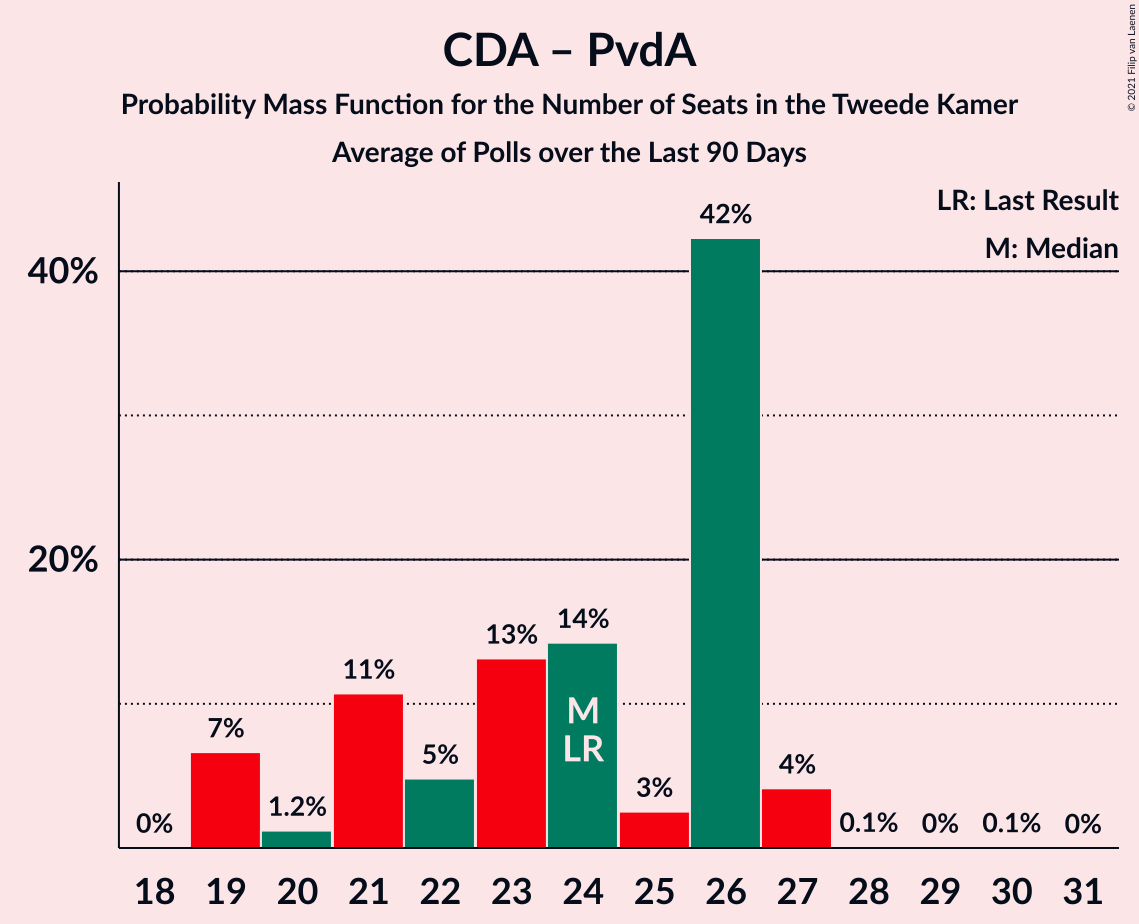 CDA – PvdA
Probability Mass Function for the Number of Seats in the Tweede Kamer
Average of Polls over the Last 90 Days
© 2021 Filip van Laenen
LR: Last Result
M: Median
42%
40%
20%
14%
13%
11%
7%
5%
4%
3%
1.2%
0%
0.1%
0%
0.1%
0%
M
LR
18 19 20 21 22 23 24 25 26 27 28 29 30 31